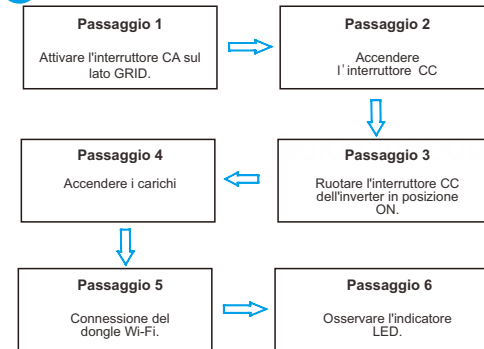 Passaggio 1
Attivare l'interruttore CA sul
lato GRID.
Passaggio 2
Accendere
l'interruttore CC
Passaggio 3
Ruotare l'interruttore CC
dell'inverter in posizione
ON.
Passaggio 4
Accendere i carichi
Passaggio 5
Connessione del
dongle Wi-Fi.
Passaggio 6
Osservare l'indicatore
LED.